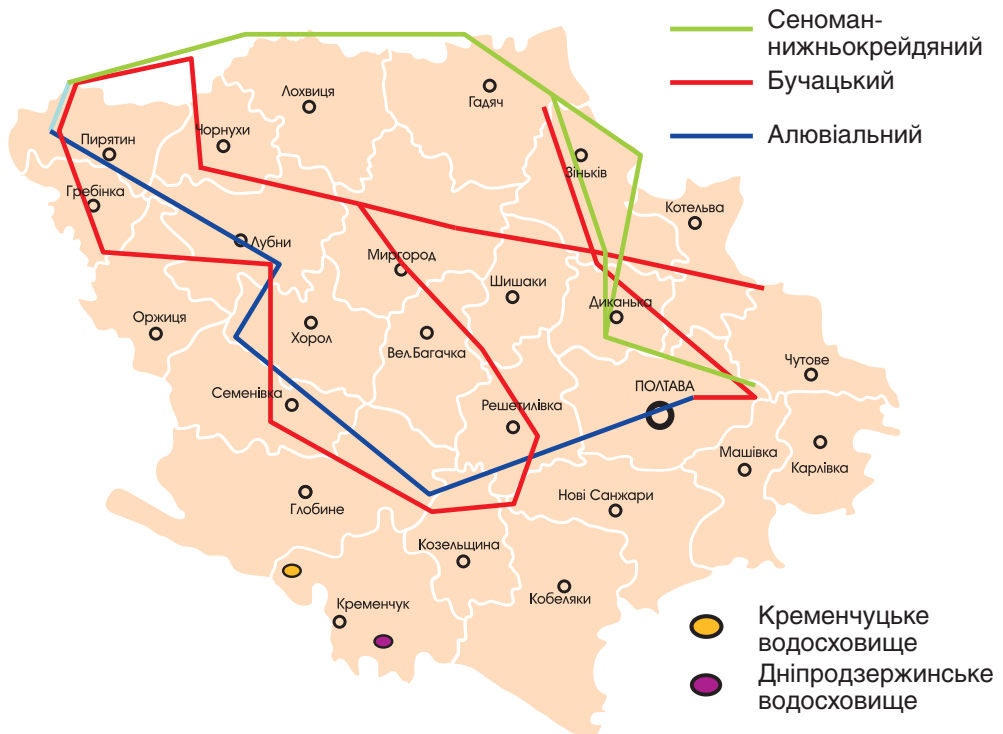 Сеноман-
нижньокрейдяний
Бучацький
Алювіальний
Лохвиця
Гадяч
Чорнухи
Пирятин
Зіньків
Гребінка
Котельва
Лубни
Миргород
Шишаки
Диканька
Оржиця
Хорол
Вел.Багачка
Чутове
ПОЛТАВА
Семенівка
Решетилівка
Машівка
Карлівка
Нові Санжари
Глобине
Козельщина
Кобеляки
Кременчук
Кременчуцьке
водосховище
Дніпродзержинське
водосховище